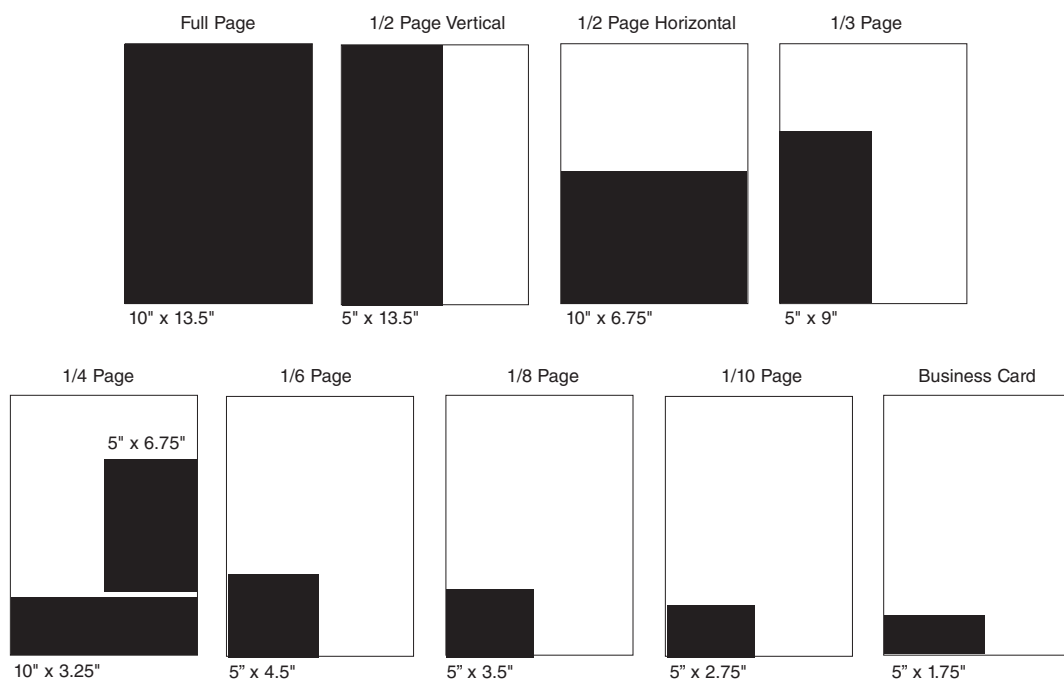 Full Page
1/2 Page Vertical
1/2 Page Horizontal
1/3 Page
10" x 13.5"
5" x 13.5"
10" x 6.75"
5" x 9"
1/4 Page
1/6 Page
1/8 Page
1/10 Page
Business Card
5" x 6.75"
10" x 3.25"
5” x 4.5"
5” x 3.5"
5” x 2.75"
5” x 1.75"